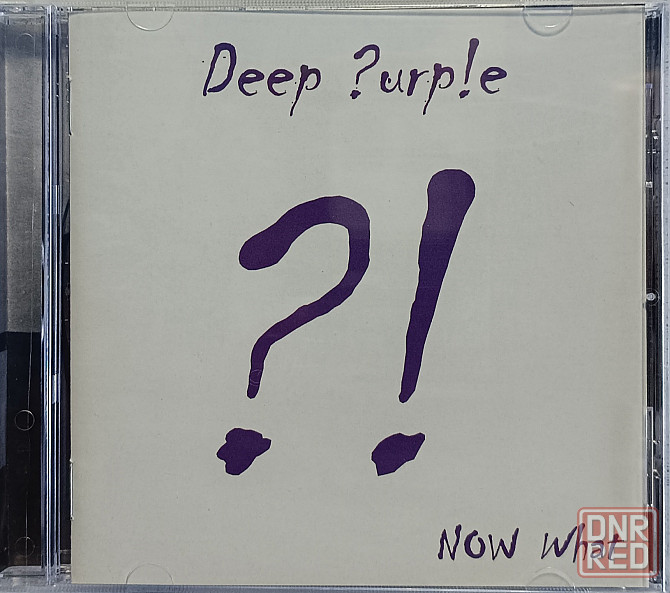 Deep ?urp!e
?!
NOW what
DNR
RED